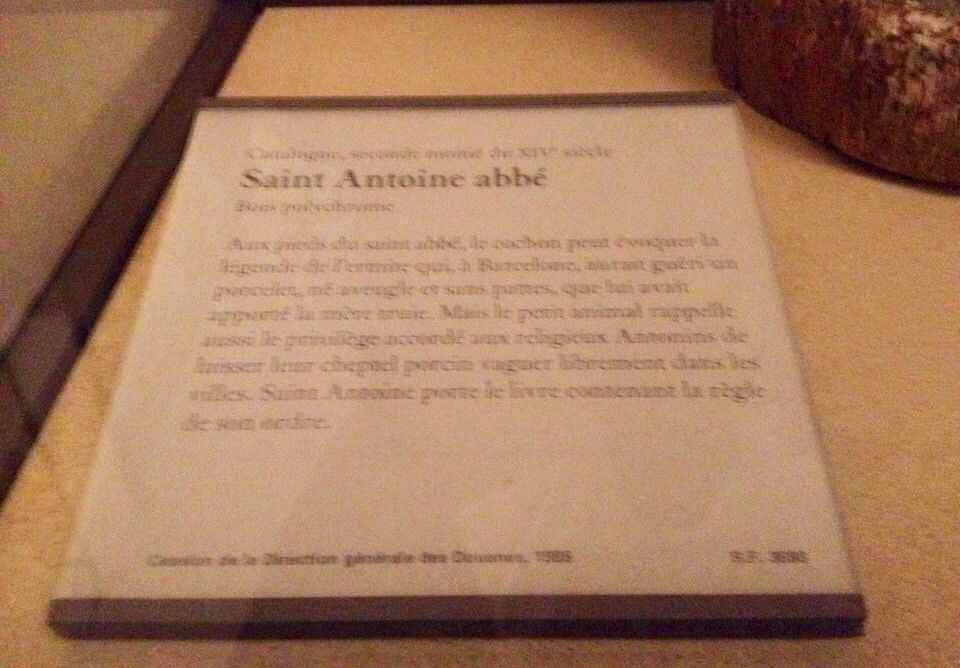 Catalogne, seconde moitié du XIVe siècle
Saint Antoine abbé
Bois polychrome
Aux pieds du saint abbé, le cochon peut évoquer la
légende de l'ermite qui, à Barcelone, aurait guéri un
porcelet, né aveugle et sans pattes, que lui avait
apporté la mère truie. Mais le petit animal rappelle
aussi le privilège accordé aux religieux Antonins de
laisser leur cheptel porcin vaguer librement dans les
villes. Saint Antoine porte le livre contenant la règle
de son ordre.
Cession de la Direction générale des Douanes,
R.F.